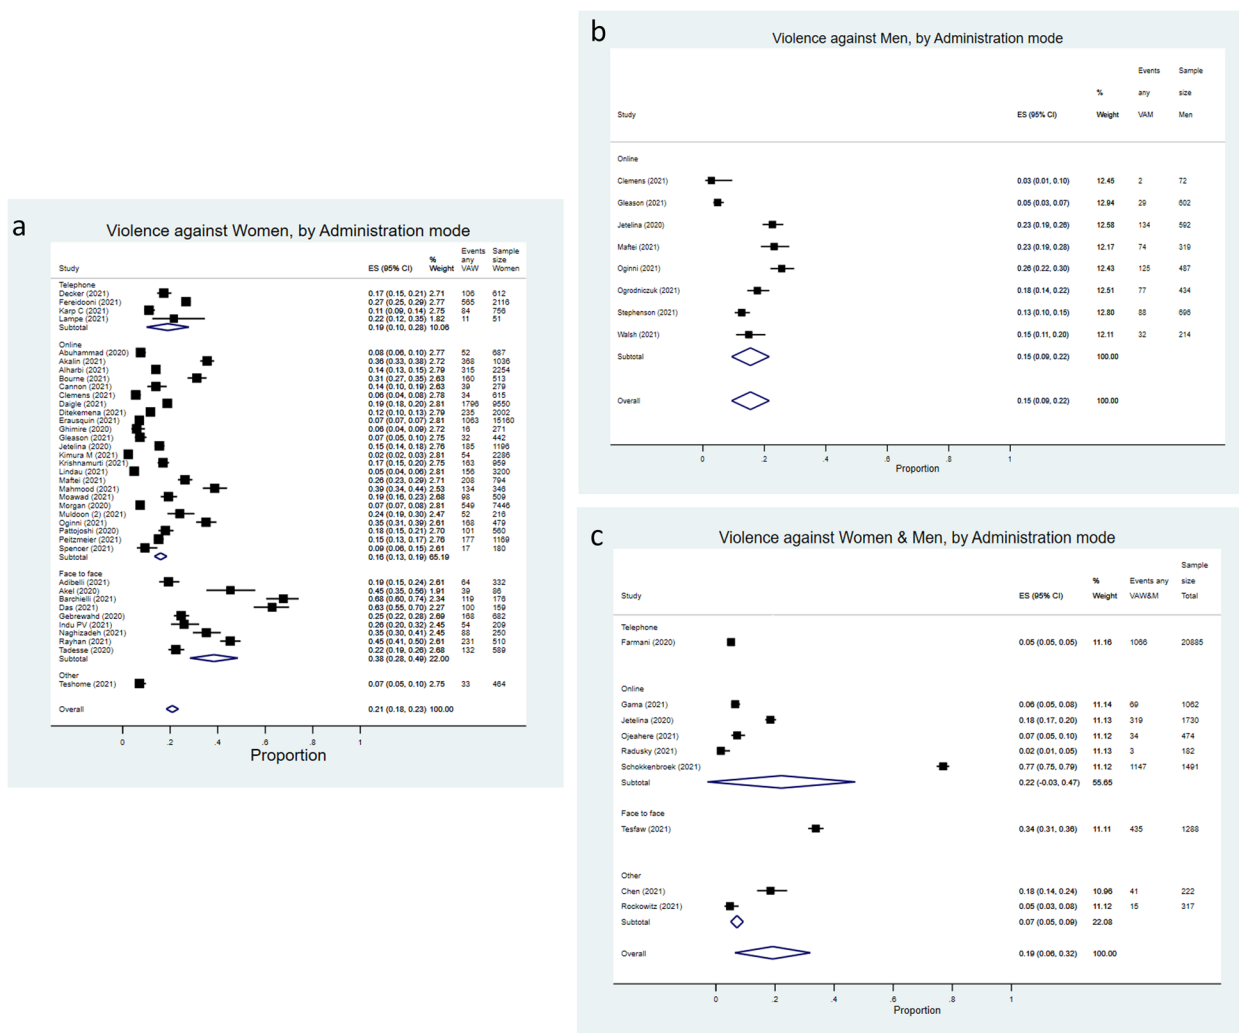 a
Violence against Women, by Administration mode
Events Sample
% any size
Study ES (95% CI) Weight VAW Women
Telephone
Decker (2021) 0.17 (0.15, 0.21) 2.71 106 612
Fereidooni (2021) 0.27 (0.25, 0.29) 2.77 565 2116
Karp C (2021) 0.11 (0.09, 0.14) 2.75 84 756
Lampe (2021) 0.22 (0.12, 0.35) 1.82 11 51
Subtotal 0.19 (0.10, 0.28) 10.06
Online
Abuhammad (2020) 0.08 (0.06, 0.10) 2.77 52 687
Akalin (2021) 0.36 (0.33, 0.38) 2.72 368 1036
Alharbi (2021) 0.14 (0.13, 0.15) 2.79 315 2254
Bourne (2021) 0.31 (0.27, 0.35) 2.63 160 513
Cannon (2021) 0.14 (0.10, 0.19) 2.63 39 279
Clemens (2021) 0.06 (0.04, 0.08) 2.78 34 615
Daigle (2021) 0.19 (0.18, 0.20) 2.81 1796 9550
Ditekemena (2021) 0.12 (0.10, 0.13) 2.79 235 2002
Erausquin (2021) 0.07 (0.07, 0.07) 2.81 1063 15160
Ghimire (2020) 0.06 (0.04, 0.09) 2.72 16 271
Gleason (2021) 0.07 (0.05, 0.10) 2.75 32 442
Jetelina (2020) 0.15 (0.14, 0.18) 2.76 185 1196
Kimura M (2021) 0.02 (0.02, 0.03) 2.81 54 2286
Krishnamurti (2021) 0.17 (0.15, 0.20) 2.75 163 959
Lindau (2021) 0.05 (0.04, 0.06) 2.81 156 3200
Maftei (2021) 0.26 (0.23, 0.29) 2.71 208 794
Mahmood (2021) 0.39 (0.34, 0.44) 2.53 134 346
Moawad (2021) 0.19 (0.16, 0.23) 2.68 98 509
Morgan (2020) 0.07 (0.07, 0.08) 2.81 549 7446
Muldoon (2) (2021) 0.24 (0.19, 0.30) 2.47 52 216
Oginni (2021) 0.35 (0.31, 0.39) 2.61 168 479
Pattojoshi (2020) 0.18 (0.15, 0.21) 2.70 101 560
Peitzmeier (2021) 0.15 (0.13, 0.17) 2.76 177 1169
Spencer (2021) 0.09 (0.06, 0.15) 2.61 17 180
Subtotal 0.16 (0.13, 0.19) 65.19
Face to face
Adibelli (2021) 0.19 (0.15, 0.24) 2.61 64 332
Akel (2020) 0.45 (0.35, 0.56) 1.91 39 86
Barchielli (2021) 0.68 (0.60, 0.74) 2.34 119 176
Das (2021) 0.63 (0.55, 0.70) 2.27 100 159
Gebrewahd (2020) 0.25 (0.22, 0.28) 2.69 168 682
Indu PV (2021) 0.26 (0.20, 0.32) 2.45 54 209
Naghizadeh (2021) 0.35 (0.30, 0.41) 2.45 88 250
Rayhan (2021) 0.45 (0.41, 0.50) 2.61 231 510
Tadesse (2020) 0.22 (0.19, 0.26) 2.68 132 589
Subtotal 0.38 (0.28, 0.49) 22.00
Other
Teshome (2021) 0.07 (0.05, 0.10) 2.75 33 464
Overall 0.21 (0.18, 0.23) 100.00
0 .2 .4 .6 .8 1
Proportion
b
Violence against Men, by Administration mode
Events Sample
% any size
Study ES (95% CI) Weight VAM Men
Online
Clemens (2021) 0.03 (0.01, 0.10) 12.45 2 72
Gleason (2021) 0.05 (0.03, 0.07) 12.94 29 602
Jetelina (2020) 0.23 (0.19, 0.26) 12.58 134 592
Maftei (2021) 0.23 (0.19, 0.28) 12.17 74 319
Oginni (2021) 0.26 (0.22, 0.30) 12.43 125 487
Ogrodniczuk (2021) 0.18 (0.14, 0.22) 12.51 77 434
Stephenson (2021) 0.13 (0.10, 0.15) 12.80 88 696
Walsh (2021) 0.15 (0.11, 0.20) 12.11 32 214
Subtotal 0.15 (0.09, 0.22) 100.00
Overall 0.15 (0.09, 0.22) 100.00
0 .2 .4 .6 .8 1
Proportion
c
Violence against Women & Men, by Administration mode
Sample
% Events any size
Study ES (95% CI) Weight VAW&M Total
Telephone
Farmani (2020) 0.05 (0.05, 0.05) 11.16 1066 20885
Online
Gama (2021) 0.06 (0.05, 0.08) 11.14 69 1062
Jetelina (2020) 0.18 (0.17, 0.20) 11.13 319 1730
Ojeahere (2021) 0.07 (0.05, 0.10) 11.12 34 474
Radusky (2021) 0.02 (0.01, 0.05) 11.13 3 182
Schokkenbroek (2021) 0.77 (0.75, 0.79) 11.12 1147 1491
Subtotal 0.22 (-0.03, 0.47) 55.65
Face to face
Tesfaw (2021) 0.34 (0.31, 0.36) 11.11 435 1288
Other
Chen (2021) 0.18 (0.14, 0.24) 10.96 41 222
Rockowitz (2021) 0.05 (0.03, 0.08) 11.12 15 317
Subtotal 0.07 (0.05, 0.09) 22.08
Overall 0.19 (0.06, 0.32) 100.00
0 .2 .4 .6 .8 1
Proportion